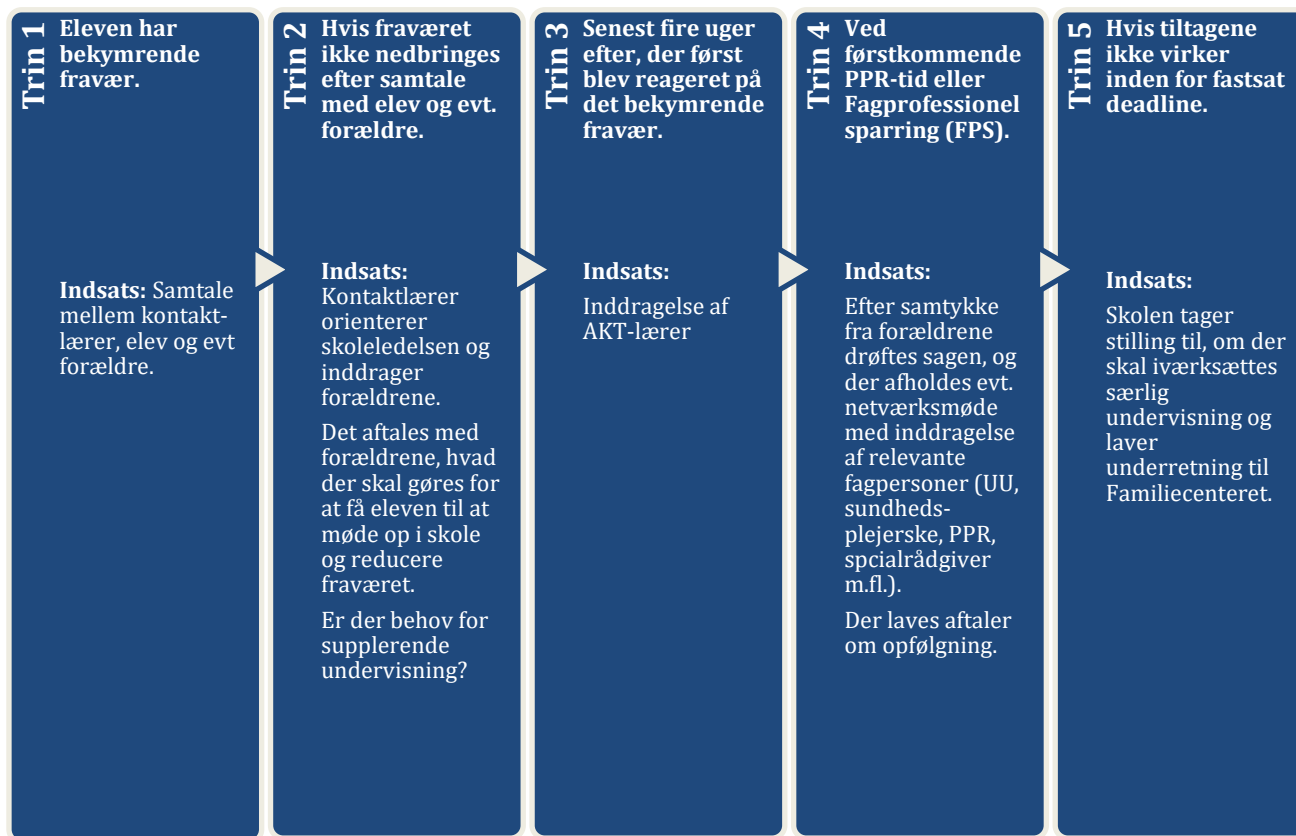 Trin 1
Eleven har
bekymrende
fravær.
Indsats: Samtale
mellem kontakt-
lærer, elev og evt
forældre.
Trin 2
Hvis fraværet
ikke nedbringes
efter samtale
med elev og evt.
forældre.
Indsats:
Kontaktlærer
orienterer
skoleledelsen og
inddrager
forældrene.
Det aftales med
forældrene, hvad
der skal gøres for
at få eleven til at
møde op i skole
og reducere
fraværet.
Er der behov for
supplerende
undervisning?
Trin 3
Senest fire uger
efter, der først
blev reageret på
det bekymrende
fravær.
Indsats:
Inddragelse af
AKT-lærer
Trin 4
Ved
førstkommende
PPR-tid eller
Fagprofessionel
sparring (FPS).
Indsats:
Efter samtykke
fra forældrene
drøftes sagen, og
der afholdes evt.
netværksmøde
med inddragelse
af relevante
fagpersoner (UU,
sundheds-
plejerske, PPR,
spcialrådgiver
m.fl.).
Der laves aftaler
om opfølgning.
Trin 5
Hvis tiltagene
ikke virker
inden for fastsat
deadline.
Indsats:
Skolen tager
stilling til, om der
skal iværksættes
særlig
undervisning og
laver
underretning til
Familiecenteret.